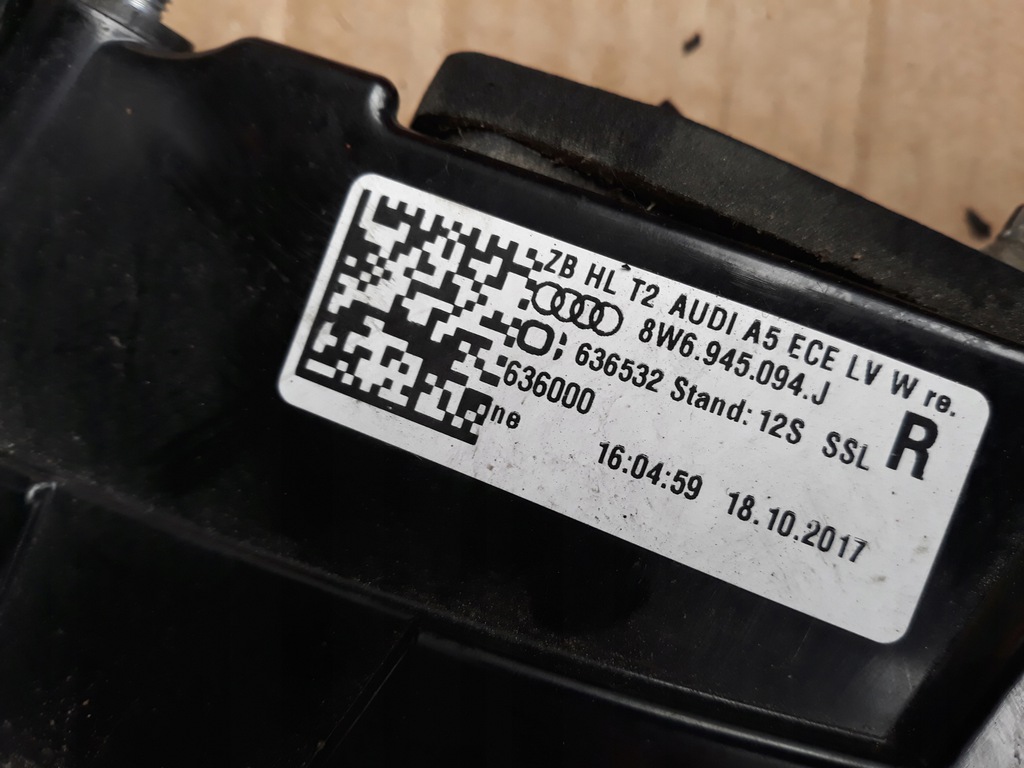 ZB HL T2 AUDI A5 ECE LV W re.
8W6.945.094.J
O; 636532 Stand: 12S SSL R
636000
ne
16:04:59 18.10.2017